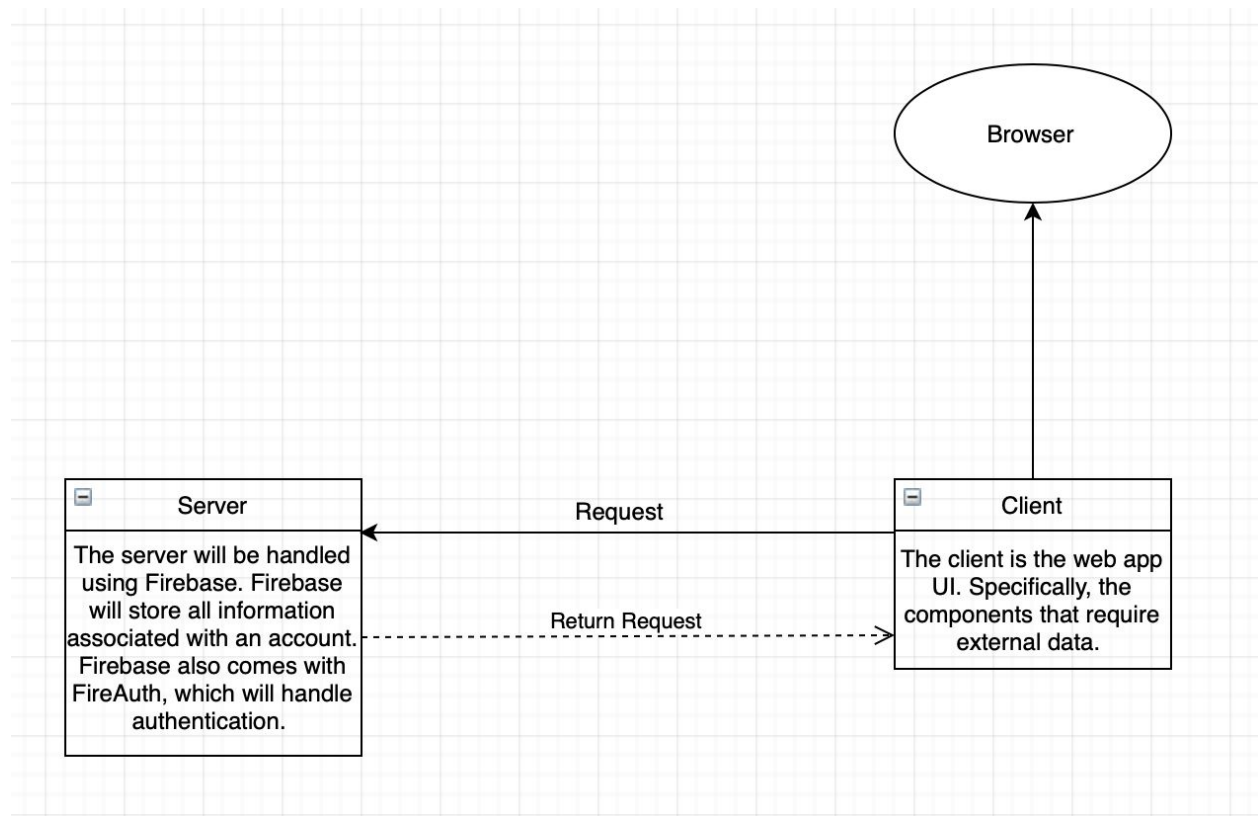 Browser
Server
Request
Client
The server will be handled
using Firebase. Firebase
will store all information
associated with an account.
Firebase also comes with
FireAuth, which will handle
authentication.
Return Request
The client is the web app
UI. Specifically, the
components that require
external data.